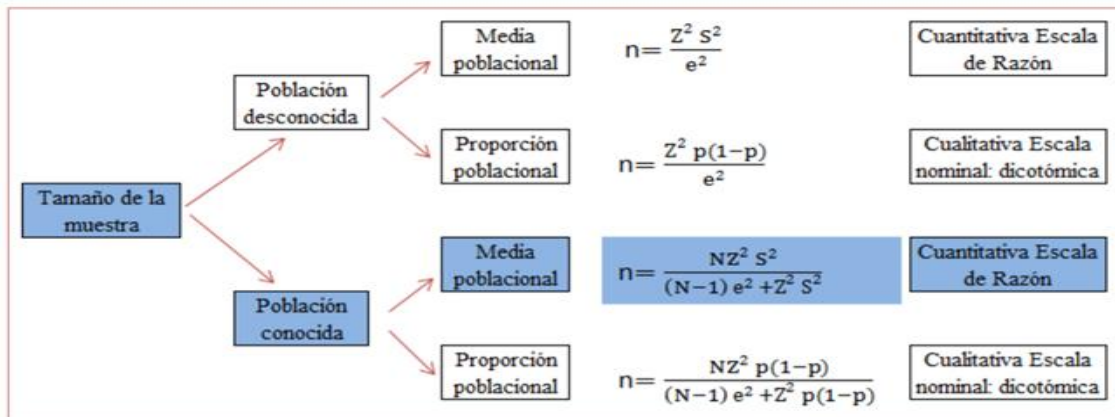 Media
poblacional
n= Z² S² / e²
Cuantitativa Escala
de Razón
Población
desconocida
Proporción
poblacional
n= Z² p(1−p) / e²
Cualitativa Escala
nominal: dicotómica
Tamaño de la
muestra
Media
poblacional
n= NZ² S² / (N−1) e² +Z² S²
Cuantitativa Escala
de Razón
Población
conocida
Proporción
poblacional
n= NZ² p(1−p) / (N−1) e² +Z² p(1−p)
Cualitativa Escala
nominal: dicotómica